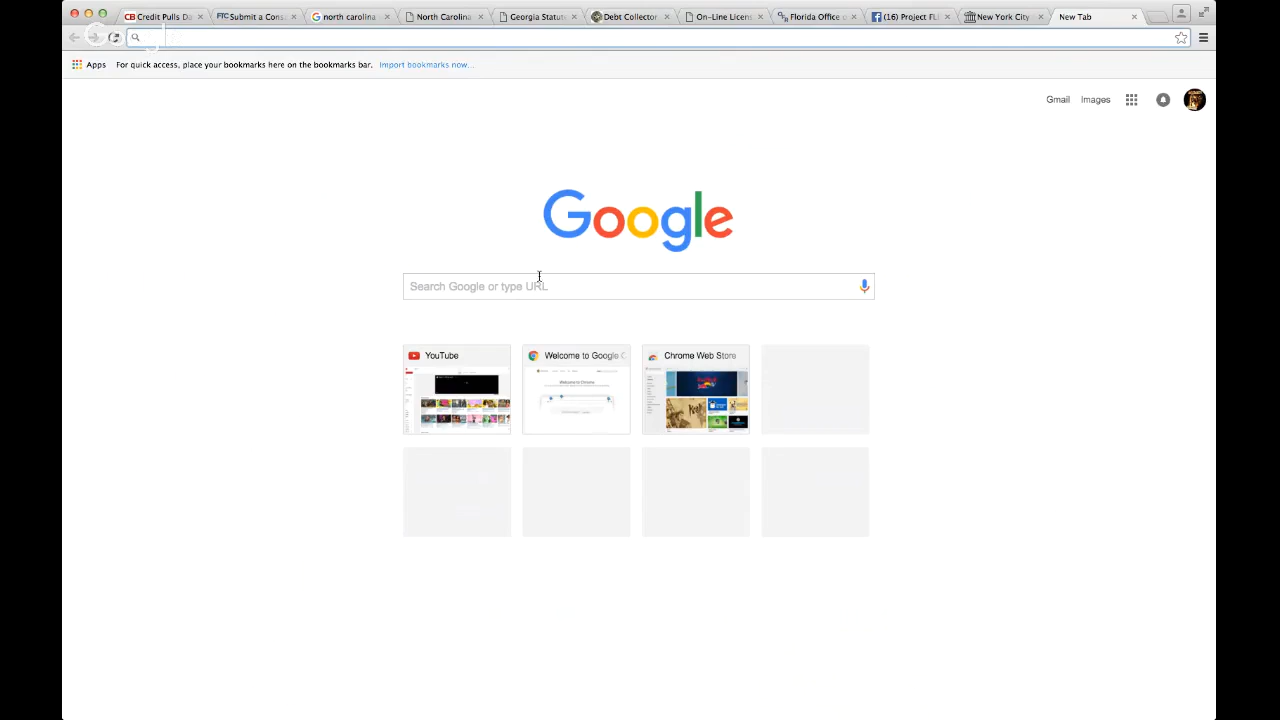 Credit Pulls Da
FTC Submit a Cons
north carolina
North Carolina
Georgia Statut
Debt Collector
On-Line Licens
Florida Office o
(16) Project FL
New York City
New Tab
Apps
For quick access, place your bookmarks here on the bookmarks bar.
Import bookmarks now...
Gmail
Images
Google
Search Google or type URL
YouTube
Welcome to Google C
Chrome Web Store